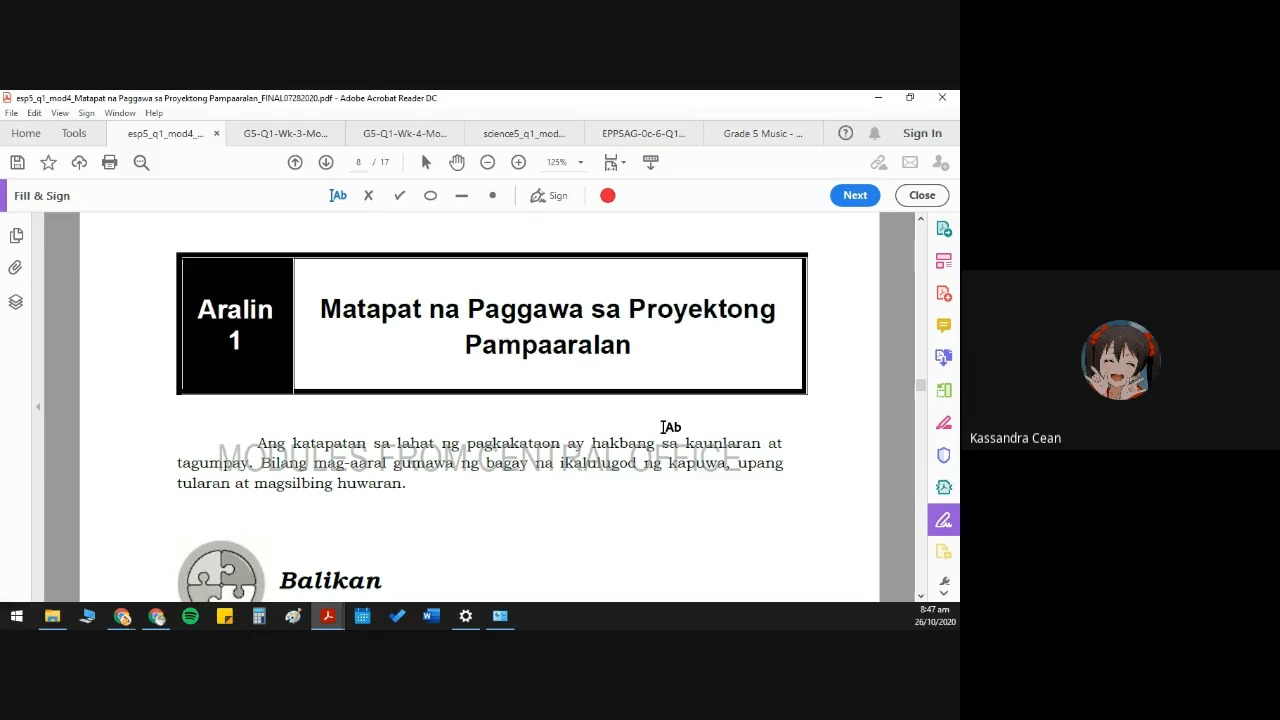 esp5_q1_mod4_Matapat na Paggawa sa Proyektong Pampaaralan_FINAL07282020.pdf - Adobe Acrobat Reader DC
File Edit View Sign Window Help
Home Tools esp5_q1_mod4_... × G5-Q1-Wk-3-Mo... G5-Q1-Wk-4-Mo... science5_q1_mod... EPP5AG-0c-6-Q1... Grade 5 Music - ... Sign In
8 / 17 125%
Fill & Sign Ab Sign Next Close
Aralin
1
Matapat na Paggawa sa Proyektong
Pampaaralan
Ab
Ang katapatan sa lahat ng pagkakataon ay hakbang sa kaunlaran at
MODULES FROM CENTRAL OFFICE
tagumpay. Bilang mag-aaral gumawa ng bagay na ikalulugod ng kapuwa, upang
tularan at magsilbing huwaran.
Balikan
Kassandra Cean
8:47 am
26/10/2020